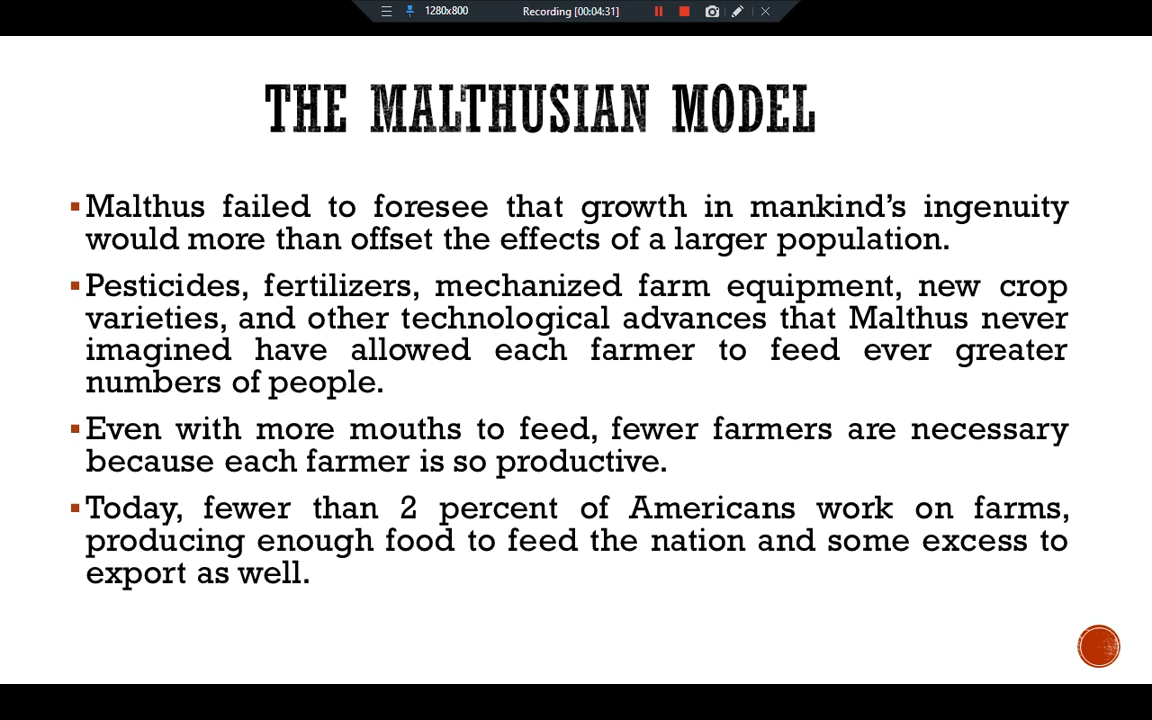 1280x800 Recording [00:04:31]
THE MALTHUSIAN MODEL
▪Malthus failed to foresee that growth in mankind’s ingenuity
would more than offset the effects of a larger population.
▪Pesticides, fertilizers, mechanized farm equipment, new crop
varieties, and other technological advances that Malthus never
imagined have allowed each farmer to feed ever greater
numbers of people.
▪Even with more mouths to feed, fewer farmers are necessary
because each farmer is so productive.
▪Today, fewer than 2 percent of Americans work on farms,
producing enough food to feed the nation and some excess to
export as well.